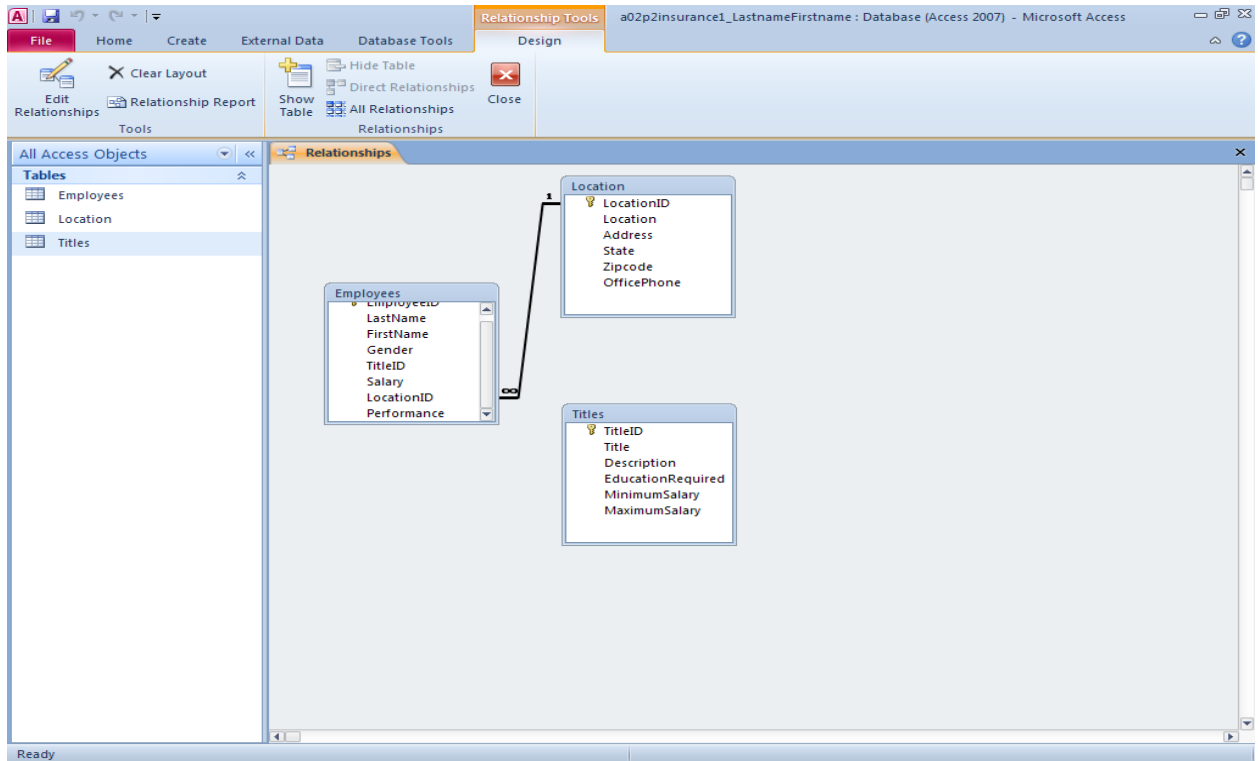 A
Relationship Tools
a02p2insurance1_LastnameFirstname : Database (Access 2007) - Microsoft Access
File Home Create External Data Database Tools Design
Edit Relationships
Clear Layout
Relationship Report
Tools
Show Table
Hide Table
Direct Relationships
All Relationships
Relationships
Close
All Access Objects
Tables
Employees
Location
Titles
Relationships
Location
LocationID
Location
Address
State
Zipcode
OfficePhone
1
Employees
EmployeeID
LastName
FirstName
Gender
TitleID
Salary
LocationID
Performance
∞
Titles
TitleID
Title
Description
EducationRequired
MinimumSalary
MaximumSalary
Ready